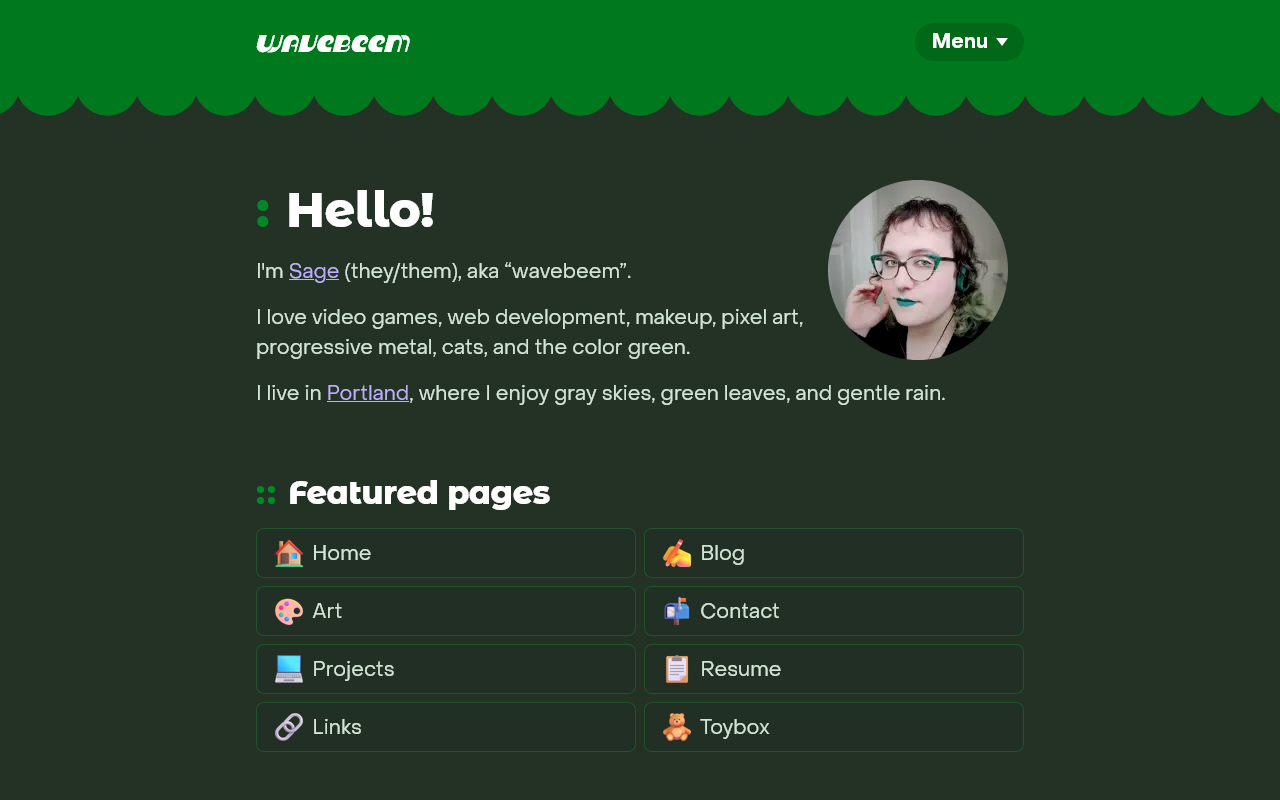 wavebeem
Menu
Hello!
I'm Sage (they/them), aka “wavebeem”.
I love video games, web development, makeup, pixel art,
progressive metal, cats, and the color green.
I live in Portland, where I enjoy gray skies, green leaves, and gentle rain.
Featured pages
Home
Blog
Art
Contact
Projects
Resume
Links
Toybox